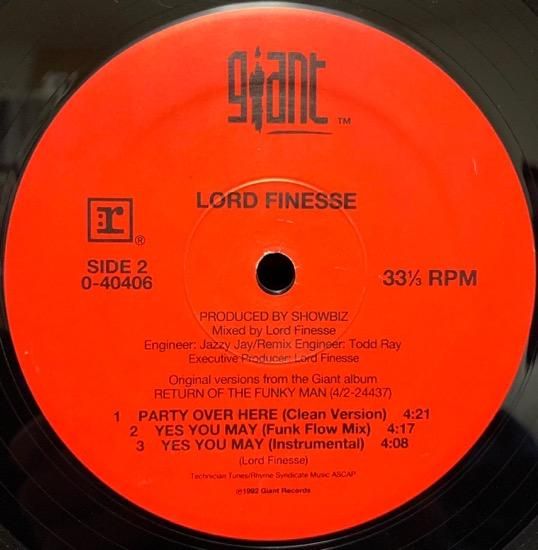 giant TM
LORD FINESSE
r ®
SIDE 2
0-40406
33⅓ RPM
PRODUCED BY SHOWBIZ
Mixed by Lord Finesse
Engineer: Jazzy Jay/Remix Engineer: Todd Ray
Executive Producer: Lord Finesse
Original versions from the Giant album
RETURN OF THE FUNKY MAN (4/2-24437)
1 PARTY OVER HERE (Clean Version) 4:21
2 YES YOU MAY (Funk Flow Mix) 4:17
3 YES YOU MAY (Instrumental) 4:08
(Lord Finesse)
Technician Tunes/Rhyme Syndicate Music ASCAP
℗1992 Giant Records